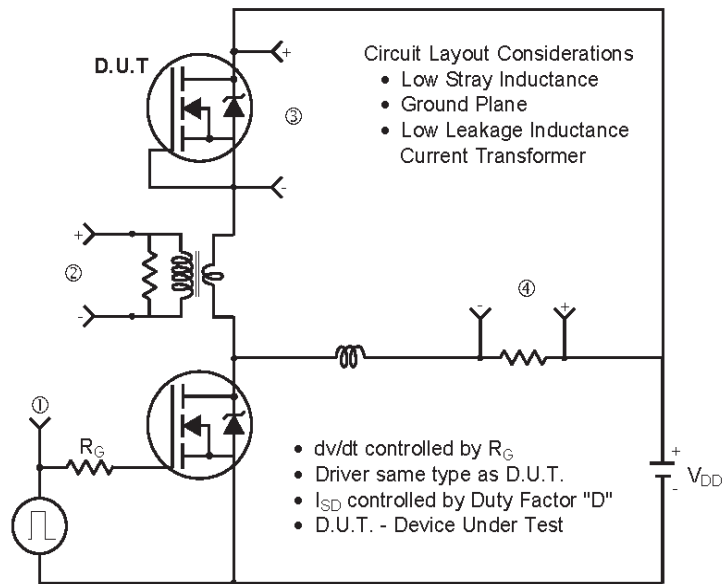 D.U.T
+
③
-
Circuit Layout Considerations
• Low Stray Inductance
• Ground Plane
• Low Leakage Inductance
Current Transformer
+
②
-
④
-
+
①
R_G
• dv/dt controlled by R_G
• Driver same type as D.U.T.
• I_SD controlled by Duty Factor "D"
• D.U.T. - Device Under Test
+
V_DD
-